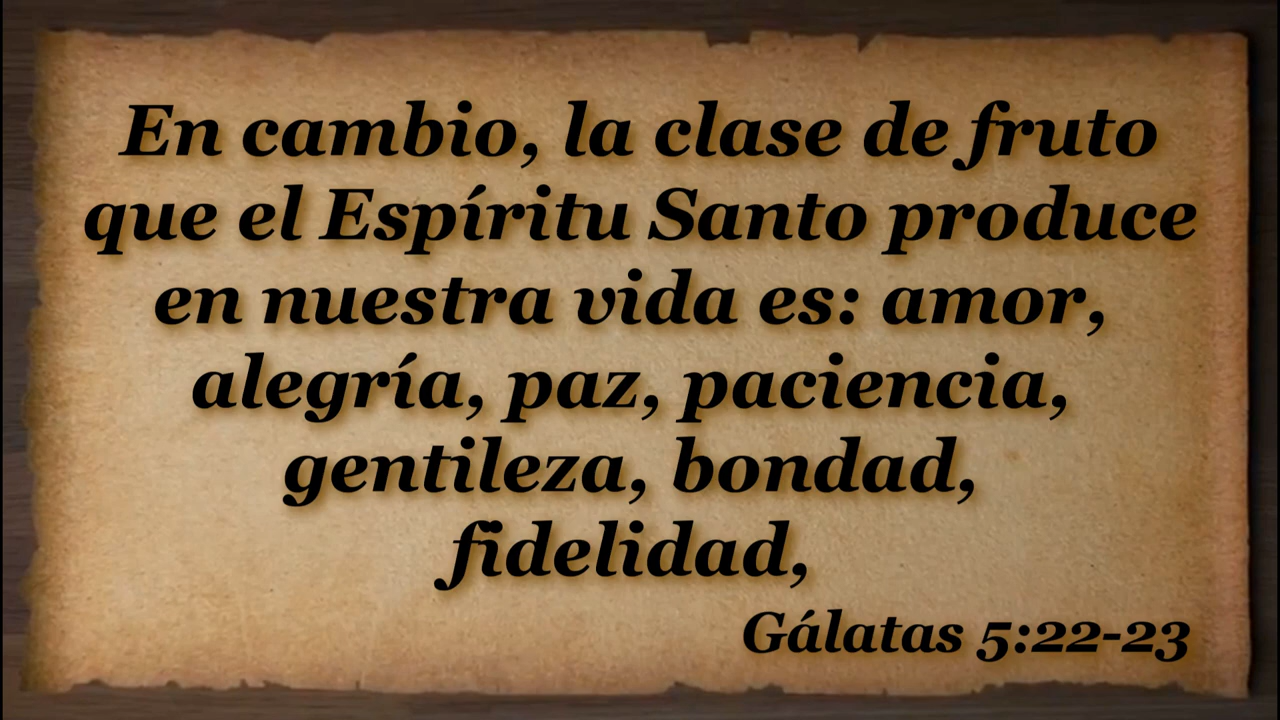 En cambio, la clase de fruto
que el Espíritu Santo produce
en nuestra vida es: amor,
alegría, paz, paciencia,
gentileza, bondad,
fidelidad,
Gálatas 5:22-23